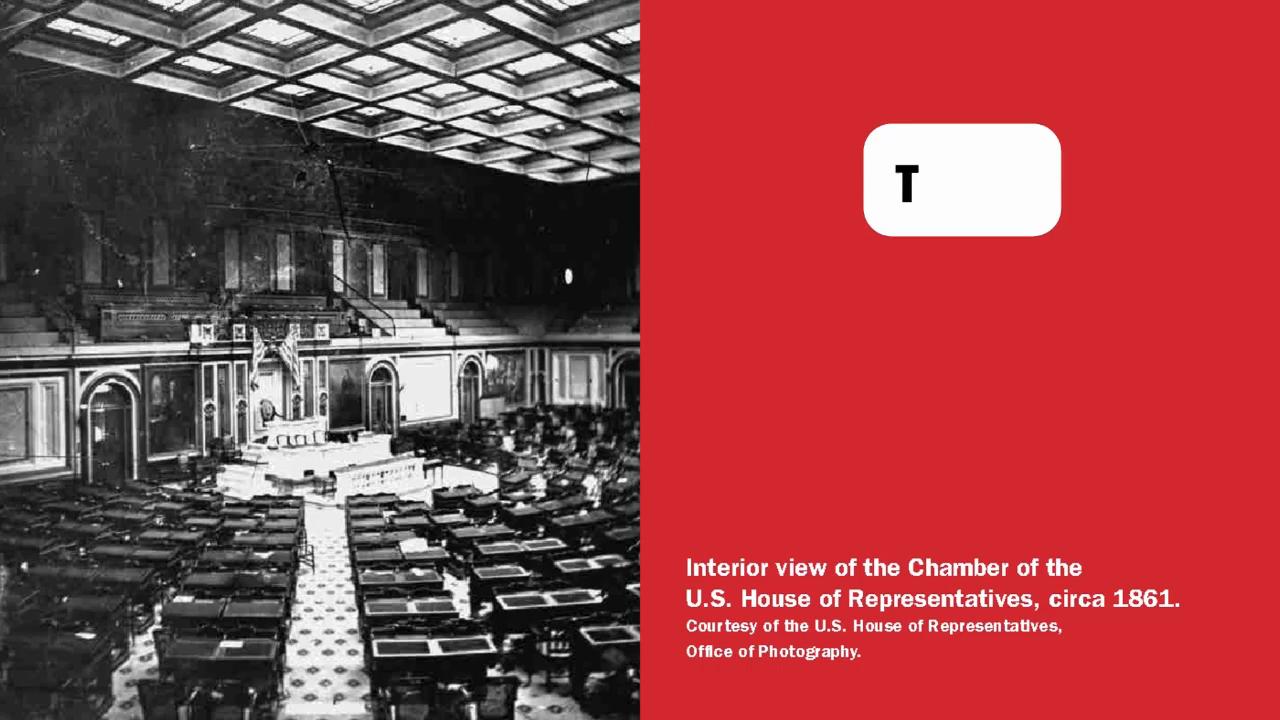 T
Interior view of the Chamber of the
U.S. House of Representatives, circa 1861.
Courtesy of the U.S. House of Representatives,
Office of Photography.